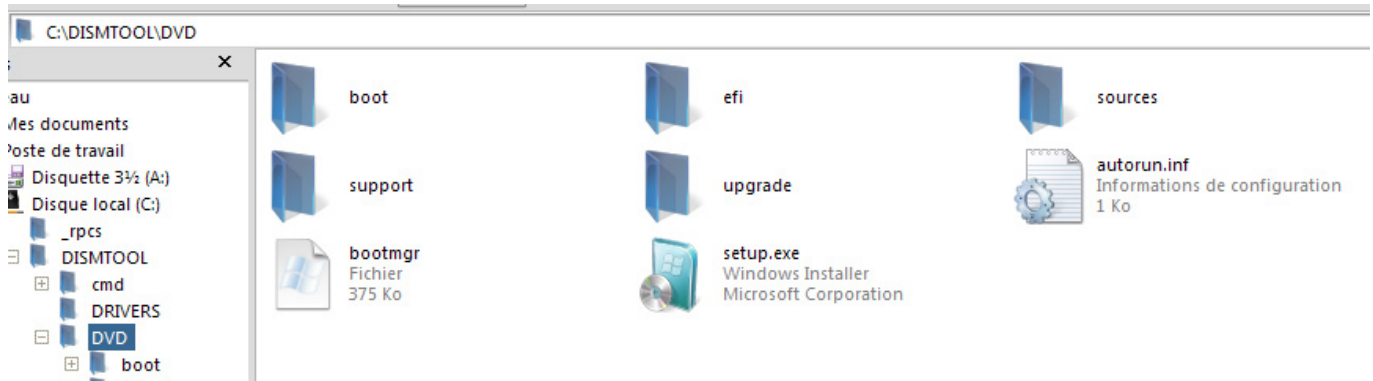 C:\DISMTOOL\DVD
au
Mes documents
Poste de travail
Disquette 3½ (A:)
Disque local (C:)
_rpcs
DISMTOOL
cmd
DRIVERS
DVD
boot
boot
efi
sources
support
upgrade
autorun.inf
Informations de configuration
1 Ko
bootmgr
Fichier
375 Ko
setup.exe
Windows Installer
Microsoft Corporation